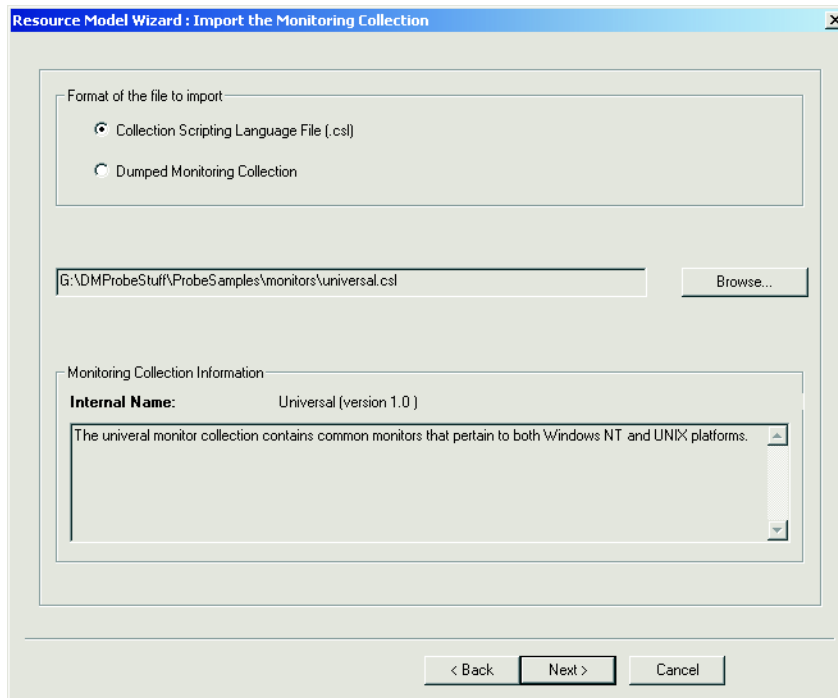 Resource Model Wizard : Import the Monitoring Collection
Format of the file to import
Collection Scripting Language File (.csl)
Dumped Monitoring Collection
G:\DMProbeStuff\ProbeSamples\monitors\universal.csl
Browse...
Monitoring Collection Information
Internal Name: Universal (version 1.0 )
The univeral monitor collection contains common monitors that pertain to both Windows NT and UNIX platforms.
< Back Next > Cancel